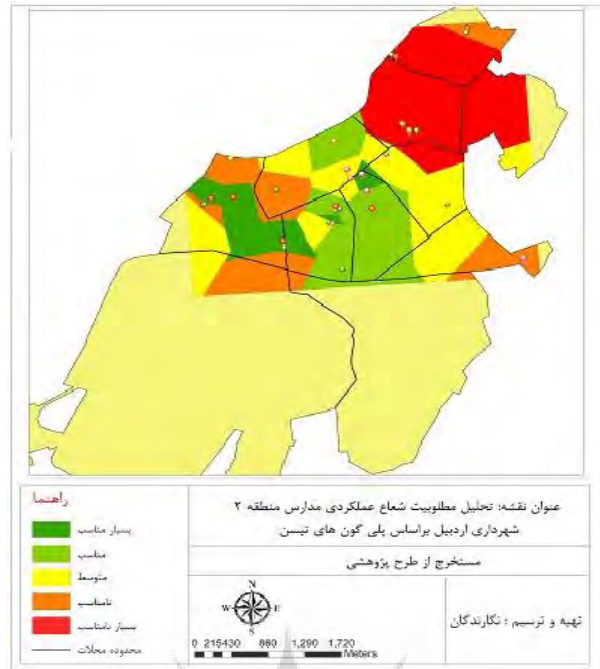 راهنما
بسیار مناسب
مناسب
متوسط
نامناسب
بسیار نامناسب
محدوده محلات
عنوان نقشه: تحلیل مطلوبیت شعاع عملکردی مدارس منطقه ۲
شهرداری اردبیل براساس پلی گون های تیسن
مستخرج از طرح پژوهشی
تهیه و ترسیم : نگارندگان
N
W E
S
0 215430 860 1,290 1,720
Meters